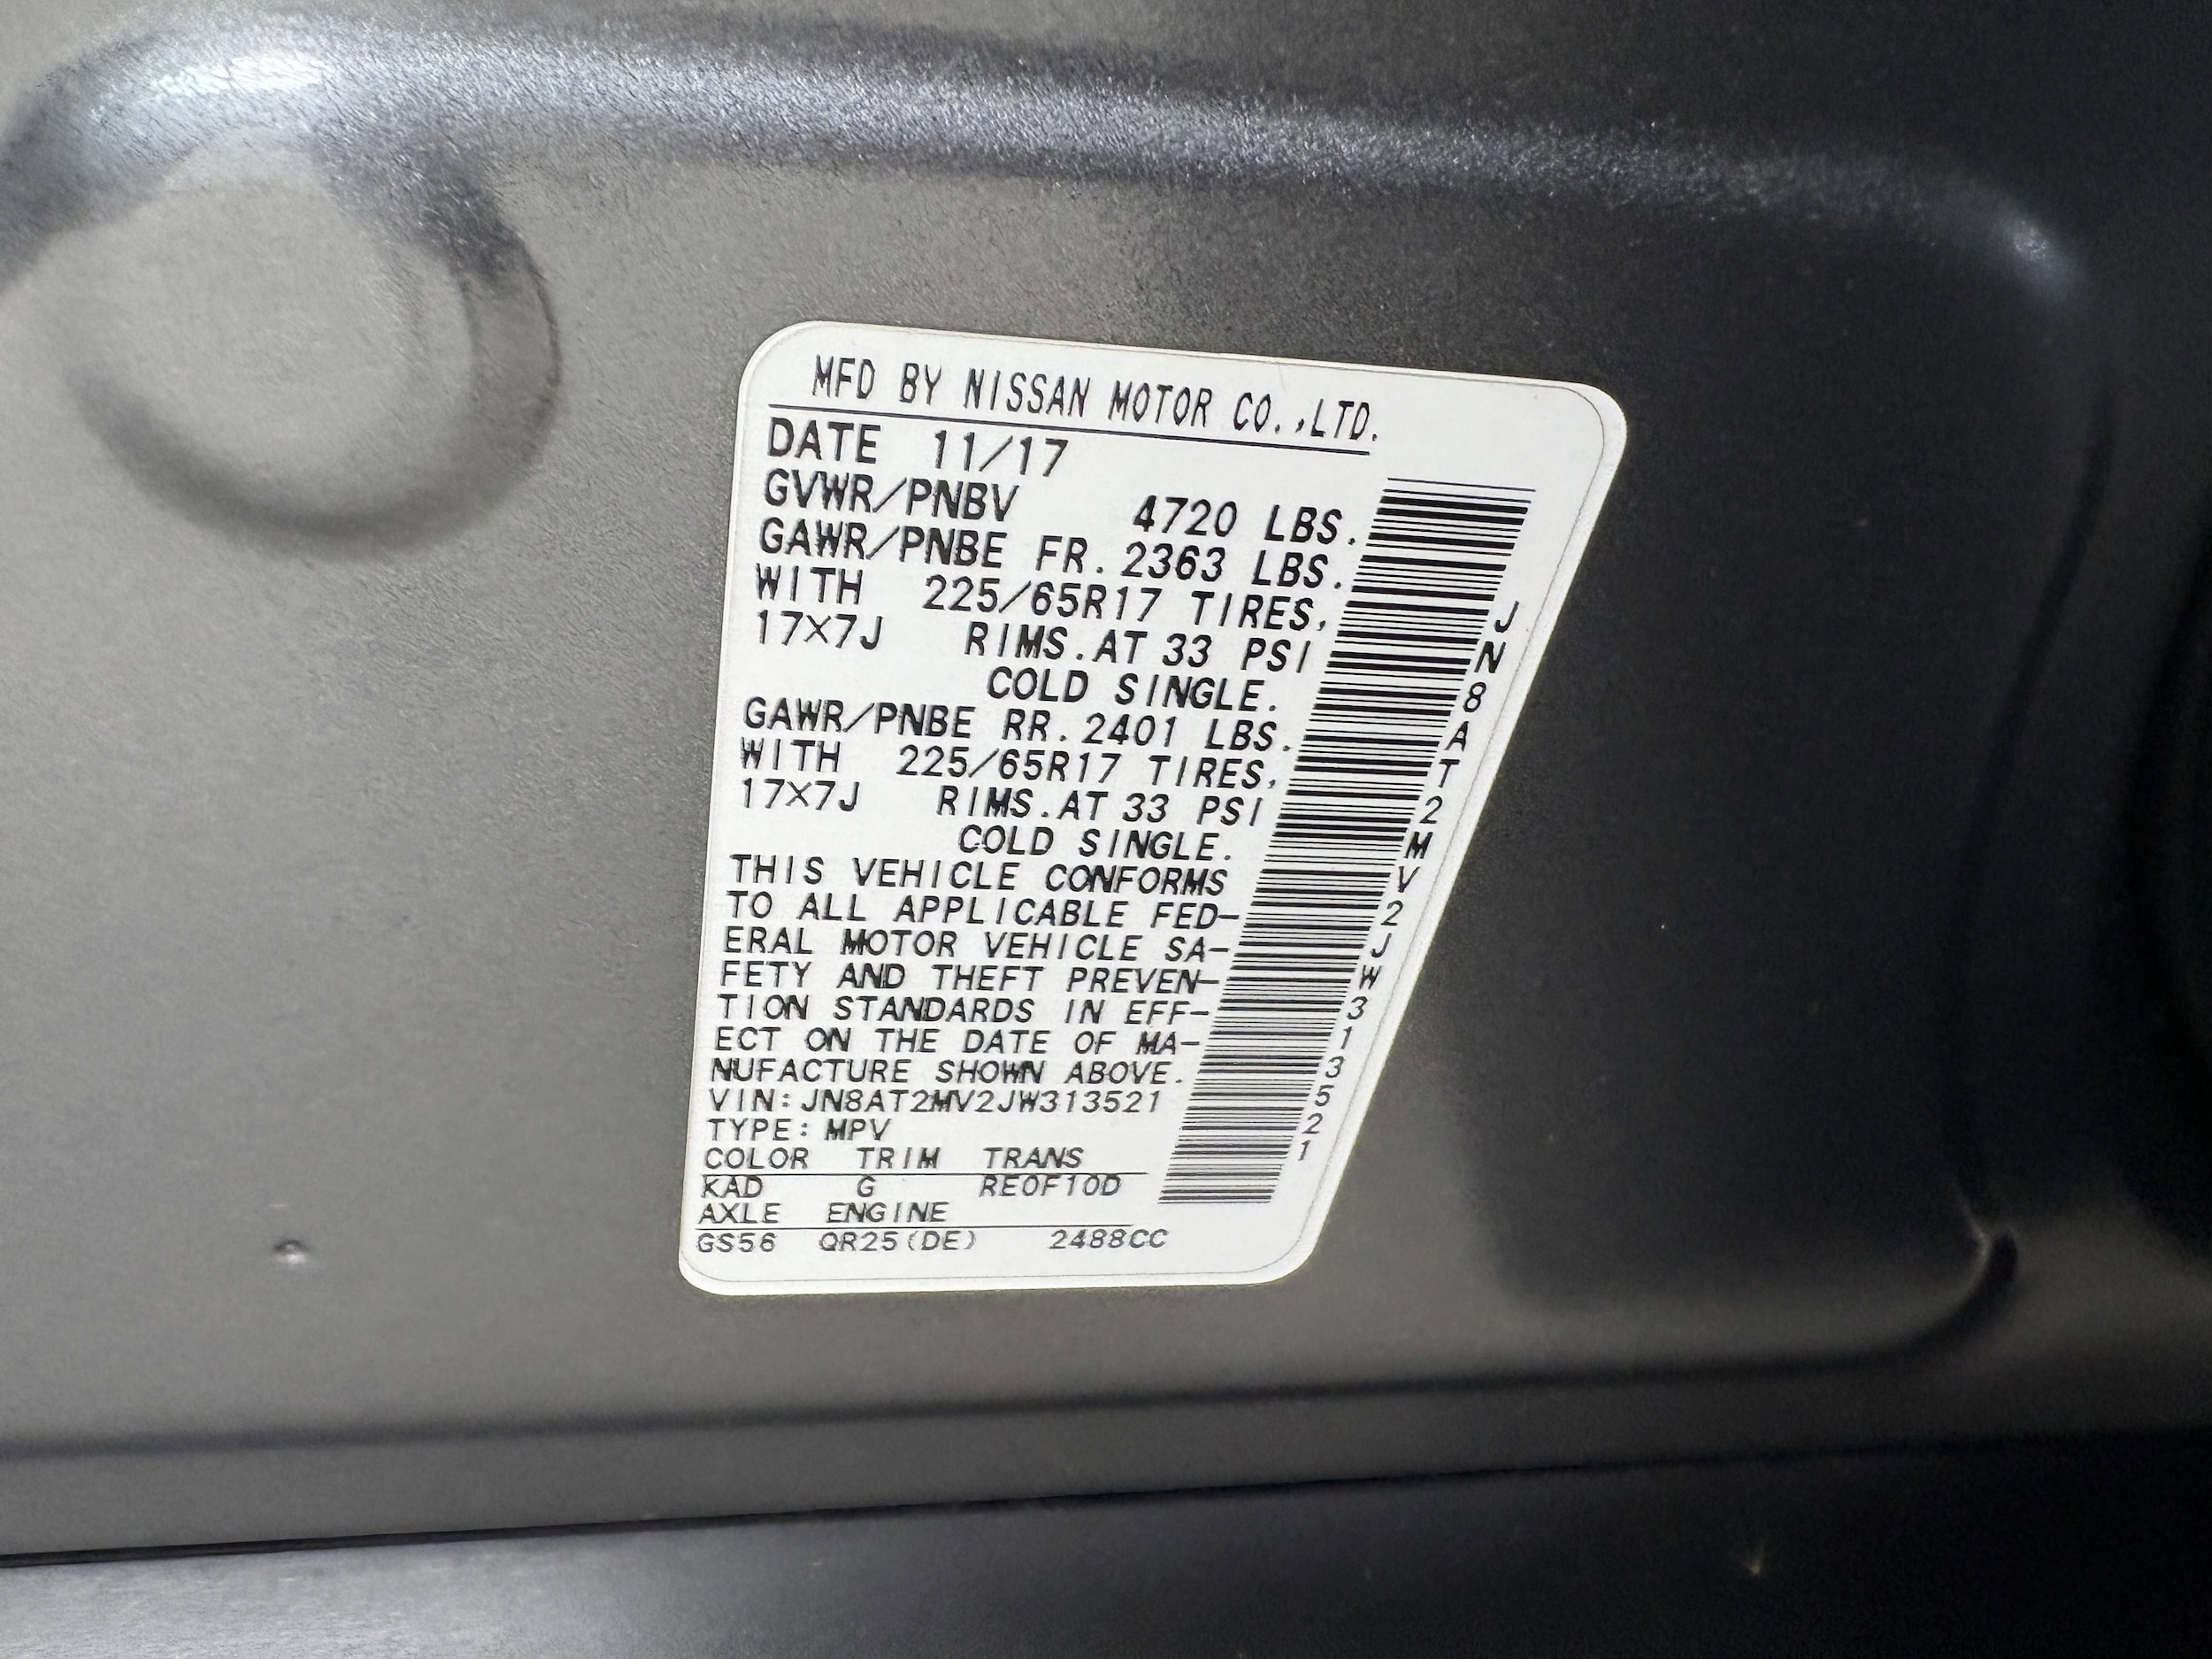 MFD BY NISSAN MOTOR CO.,LTD.
DATE 11/17
GVWR/PNBV 4720 LBS.
GAWR/PNBE FR. 2363 LBS.
WITH 225/65R17 TIRES,
17X7J RIMS.AT 33 PSI
COLD SINGLE.
GAWR/PNBE RR. 2401 LBS.
WITH 225/65R17 TIRES,
17X7J RIMS.AT 33 PSI
COLD SINGLE.
THIS VEHICLE CONFORMS
TO ALL APPLICABLE FED-
ERAL MOTOR VEHICLE SA-
FETY AND THEFT PREVEN-
TION STANDARDS IN EFF-
ECT ON THE DATE OF MA-
NUFACTURE SHOWN ABOVE.
VIN:JN8AT2MV2JW313521
TYPE:MPV
COLOR TRIM TRANS
KAD G RE0F10D
AXLE ENGINE
GS56 QR25(DE) 2488CC
JN8AT2MV2JW313521